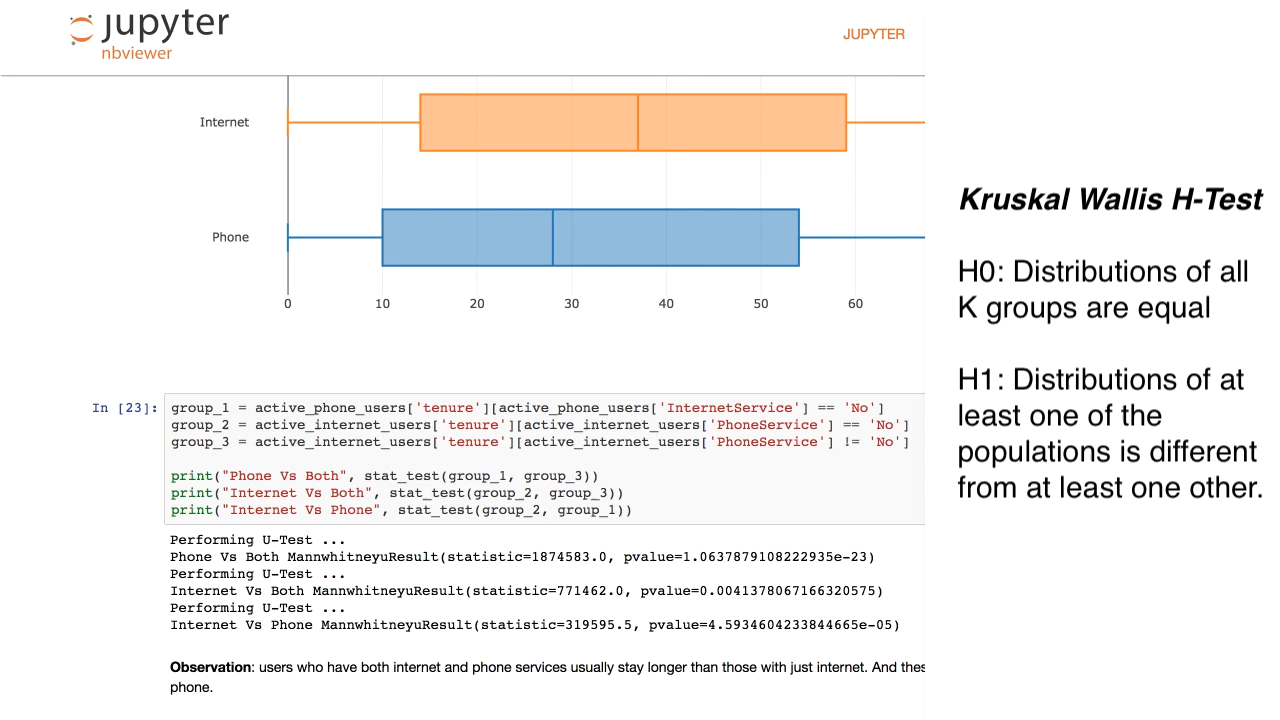 jupyter
nbviewer
JUPYTER
Internet
Phone
0 10 20 30 40 50 60
In [23]:
group_1 = active_phone_users['tenure'][active_phone_users['InternetService'] == 'No']
group_2 = active_internet_users['tenure'][active_internet_users['PhoneService'] == 'No']
group_3 = active_internet_users['tenure'][active_internet_users['PhoneService'] != 'No']
print("Phone Vs Both", stat_test(group_1, group_3))
print("Internet Vs Both", stat_test(group_2, group_3))
print("Internet Vs Phone", stat_test(group_2, group_1))
Performing U-Test ...
Phone Vs Both MannwhitneyuResult(statistic=1874583.0, pvalue=1.0637879108222935e-23)
Performing U-Test ...
Internet Vs Both MannwhitneyuResult(statistic=771462.0, pvalue=0.0041378067166320575)
Performing U-Test ...
Internet Vs Phone MannwhitneyuResult(statistic=319595.5, pvalue=4.5934604233844665e-05)
Observation: users who have both internet and phone services usually stay longer than those with just internet. And thes
phone.
Kruskal Wallis H-Test
H0: Distributions of all
K groups are equal
H1: Distributions of at
least one of the
populations is different
from at least one other.